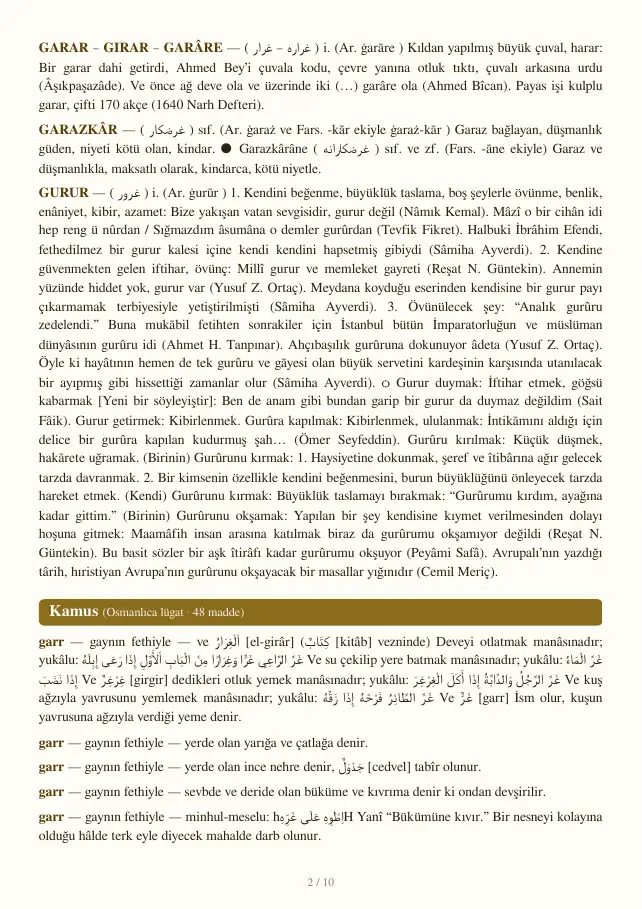 GARAR – GIRAR – GARÂRE — ( غراره – غرار ) i. (Ar. ġarāre ) Kıldan yapılmış büyük çuval, harar:
Bir garar dahi getirdi, Ahmed Bey’i çuvala kodu, çevre yanına otluk tıktı, çuvalı arkasına urdu
(Âşıkpaşazâde). Ve önce ağ deve ola ve üzerinde iki (…) garâre ola (Ahmed Bîcan). Payas işi kulplu
garar, çifti 170 akçe (1640 Narh Defteri).
GARAZKÂR — ( غرضكار ) sıf. (Ar. ġaraż ve Fars. -kār ekiyle ġaraż-kār ) Garaz bağlayan, düşmanlık
güden, niyeti kötü olan, kindar. ● Garazkârâne ( غرضكارانه ) sıf. ve zf. (Fars. -āne ekiyle) Garaz ve
düşmanlıkla, maksatlı olarak, kindarca, kötü niyetle.
GURUR — ( غرور ) i. (Ar. ġurūr ) 1. Kendini beğenme, büyüklük taslama, boş şeylerle övünme, benlik,
enâniyet, kibir, azamet: Bize yakışan vatan sevgisidir, gurur değil (Nâmık Kemal). Mâzî o bir cihân idi
hep reng ü nûrdan / Sığmazdım âsumâna o demler gurûrdan (Tevfik Fikret). Halbuki İbrâhim Efendi,
fethedilmez bir gurur kalesi içine kendi kendini hapsetmiş gibiydi (Sâmiha Ayverdi). 2. Kendine
güvenmekten gelen iftihar, övünç: Millî gurur ve memleket gayreti (Reşat N. Güntekin). Annemin
yüzünde hiddet yok, gurur var (Yusuf Z. Ortaç). Meydana koyduğu eserinden kendisine bir gurur payı
çıkarmamak terbiyesiyle yetiştirilmişti (Sâmiha Ayverdi). 3. Övünülecek şey: “Analık gurûru
zedelendi.” Buna mukābil fetihten sonrakiler için İstanbul bütün İmparatorluğun ve müslüman
dünyâsının gurûru idi (Ahmet H. Tanpınar). Ahçıbaşılık gurûruna dokunuyor âdeta (Yusuf Z. Ortaç).
Öyle ki hayâtının hemen de tek gurûru ve gāyesi olan büyük servetini kardeşinin karşısında utanılacak
bir ayıpmış gibi hissettiği zamanlar olur (Sâmiha Ayverdi). ○ Gurur duymak: İftihar etmek, göğsü
kabarmak [Yeni bir söyleyiştir]: Ben de anam gibi bundan garip bir gurur da duymaz değildim (Sait
Fâik). Gurur getirmek: Kibirlenmek. Gurûra kapılmak: Kibirlenmek, ululanmak: İntikāmını aldığı için
delice bir gurûra kapılan kudurmuş şah… (Ömer Seyfeddin). Gurûru kırılmak: Küçük düşmek,
hakārete uğramak. (Birinin) Gurûrunu kırmak: 1. Haysiyetine dokunmak, şeref ve îtibârına ağır gelecek
tarzda davranmak. 2. Bir kimsenin özellikle kendini beğenmesini, burun büyüklüğünü önleyecek tarzda
hareket etmek. (Kendi) Gurûrunu kırmak: Büyüklük taslamayı bırakmak: “Gurûrumu kırdım, ayağına
kadar gittim.” (Birinin) Gurûrunu okşamak: Yapılan bir şey kendisine kıymet verilmesinden dolayı
hoşuna gitmek: Maamâfih insan arasına katılmak biraz da gurûrumu okşamıyor değildi (Reşat N.
Güntekin). Bu basit sözler bir aşk îtirâfı kadar gurûrumu okşuyor (Peyâmi Safâ). Avrupalı’nın yazdığı
târih, hıristiyan Avrupa’nın gurûrunu okşayacak bir masallar yığınıdır (Cemil Meriç).
Kamus (Osmanlıca lügat · 48 madde)
garr — gaynın fethiyle — ve اَلْغِرَارُ [el-girâr] (كِتَابٌ [kitâb] vezninde) Deveyi otlatmak manâsınadır;
yukâlu: غَرَّ الرَّاعِي غَرًّا وَغِرَارًا مِنَ الْبَابِ اَلْأَوَّلِ إِذَا رَعَى إِبِلَهُ Ve su çekilip yere batmak manâsınadır; yukâlu: غَرَّ الْمَاءُ
إِذَا نَضَبَ Ve غِرْغِرٌ [girgir] dedikleri otluk yemek manâsınadır; yukâlu: غَرَّ الرَّجُلُ وَالدَّابَّةُ إِذَا أَكَلَ الْغِرْغِرَ Ve kuş
ağzıyla yavrusunu yemlemek manâsınadır; yukâlu: غَرَّ الطَّائِرُ فَرْخَهُ إِذَا زَقَّهُ Ve غَرٌّ [garr] İsm olur, kuşun
yavrusuna ağzıyla verdiği yeme denir.
garr — gaynın fethiyle — yerde olan yarığa ve çatlağa denir.
garr — gaynın fethiyle — yerde olan ince nehre denir, جَدْوَلٌ [cedvel] tabîr olunur.
garr — gaynın fethiyle — sevbde ve deride olan büküme ve kıvrıma denir ki ondan devşirilir.
garr — gaynın fethiyle — minhul-meselu: hاِطْوِهِ عَلَى غَرِّهِH Yanî “Bükümüne kıvır.” Bir nesneyi kolayına
olduğu hâlde terk eyle diyecek mahalde darb olunur.
2 / 10